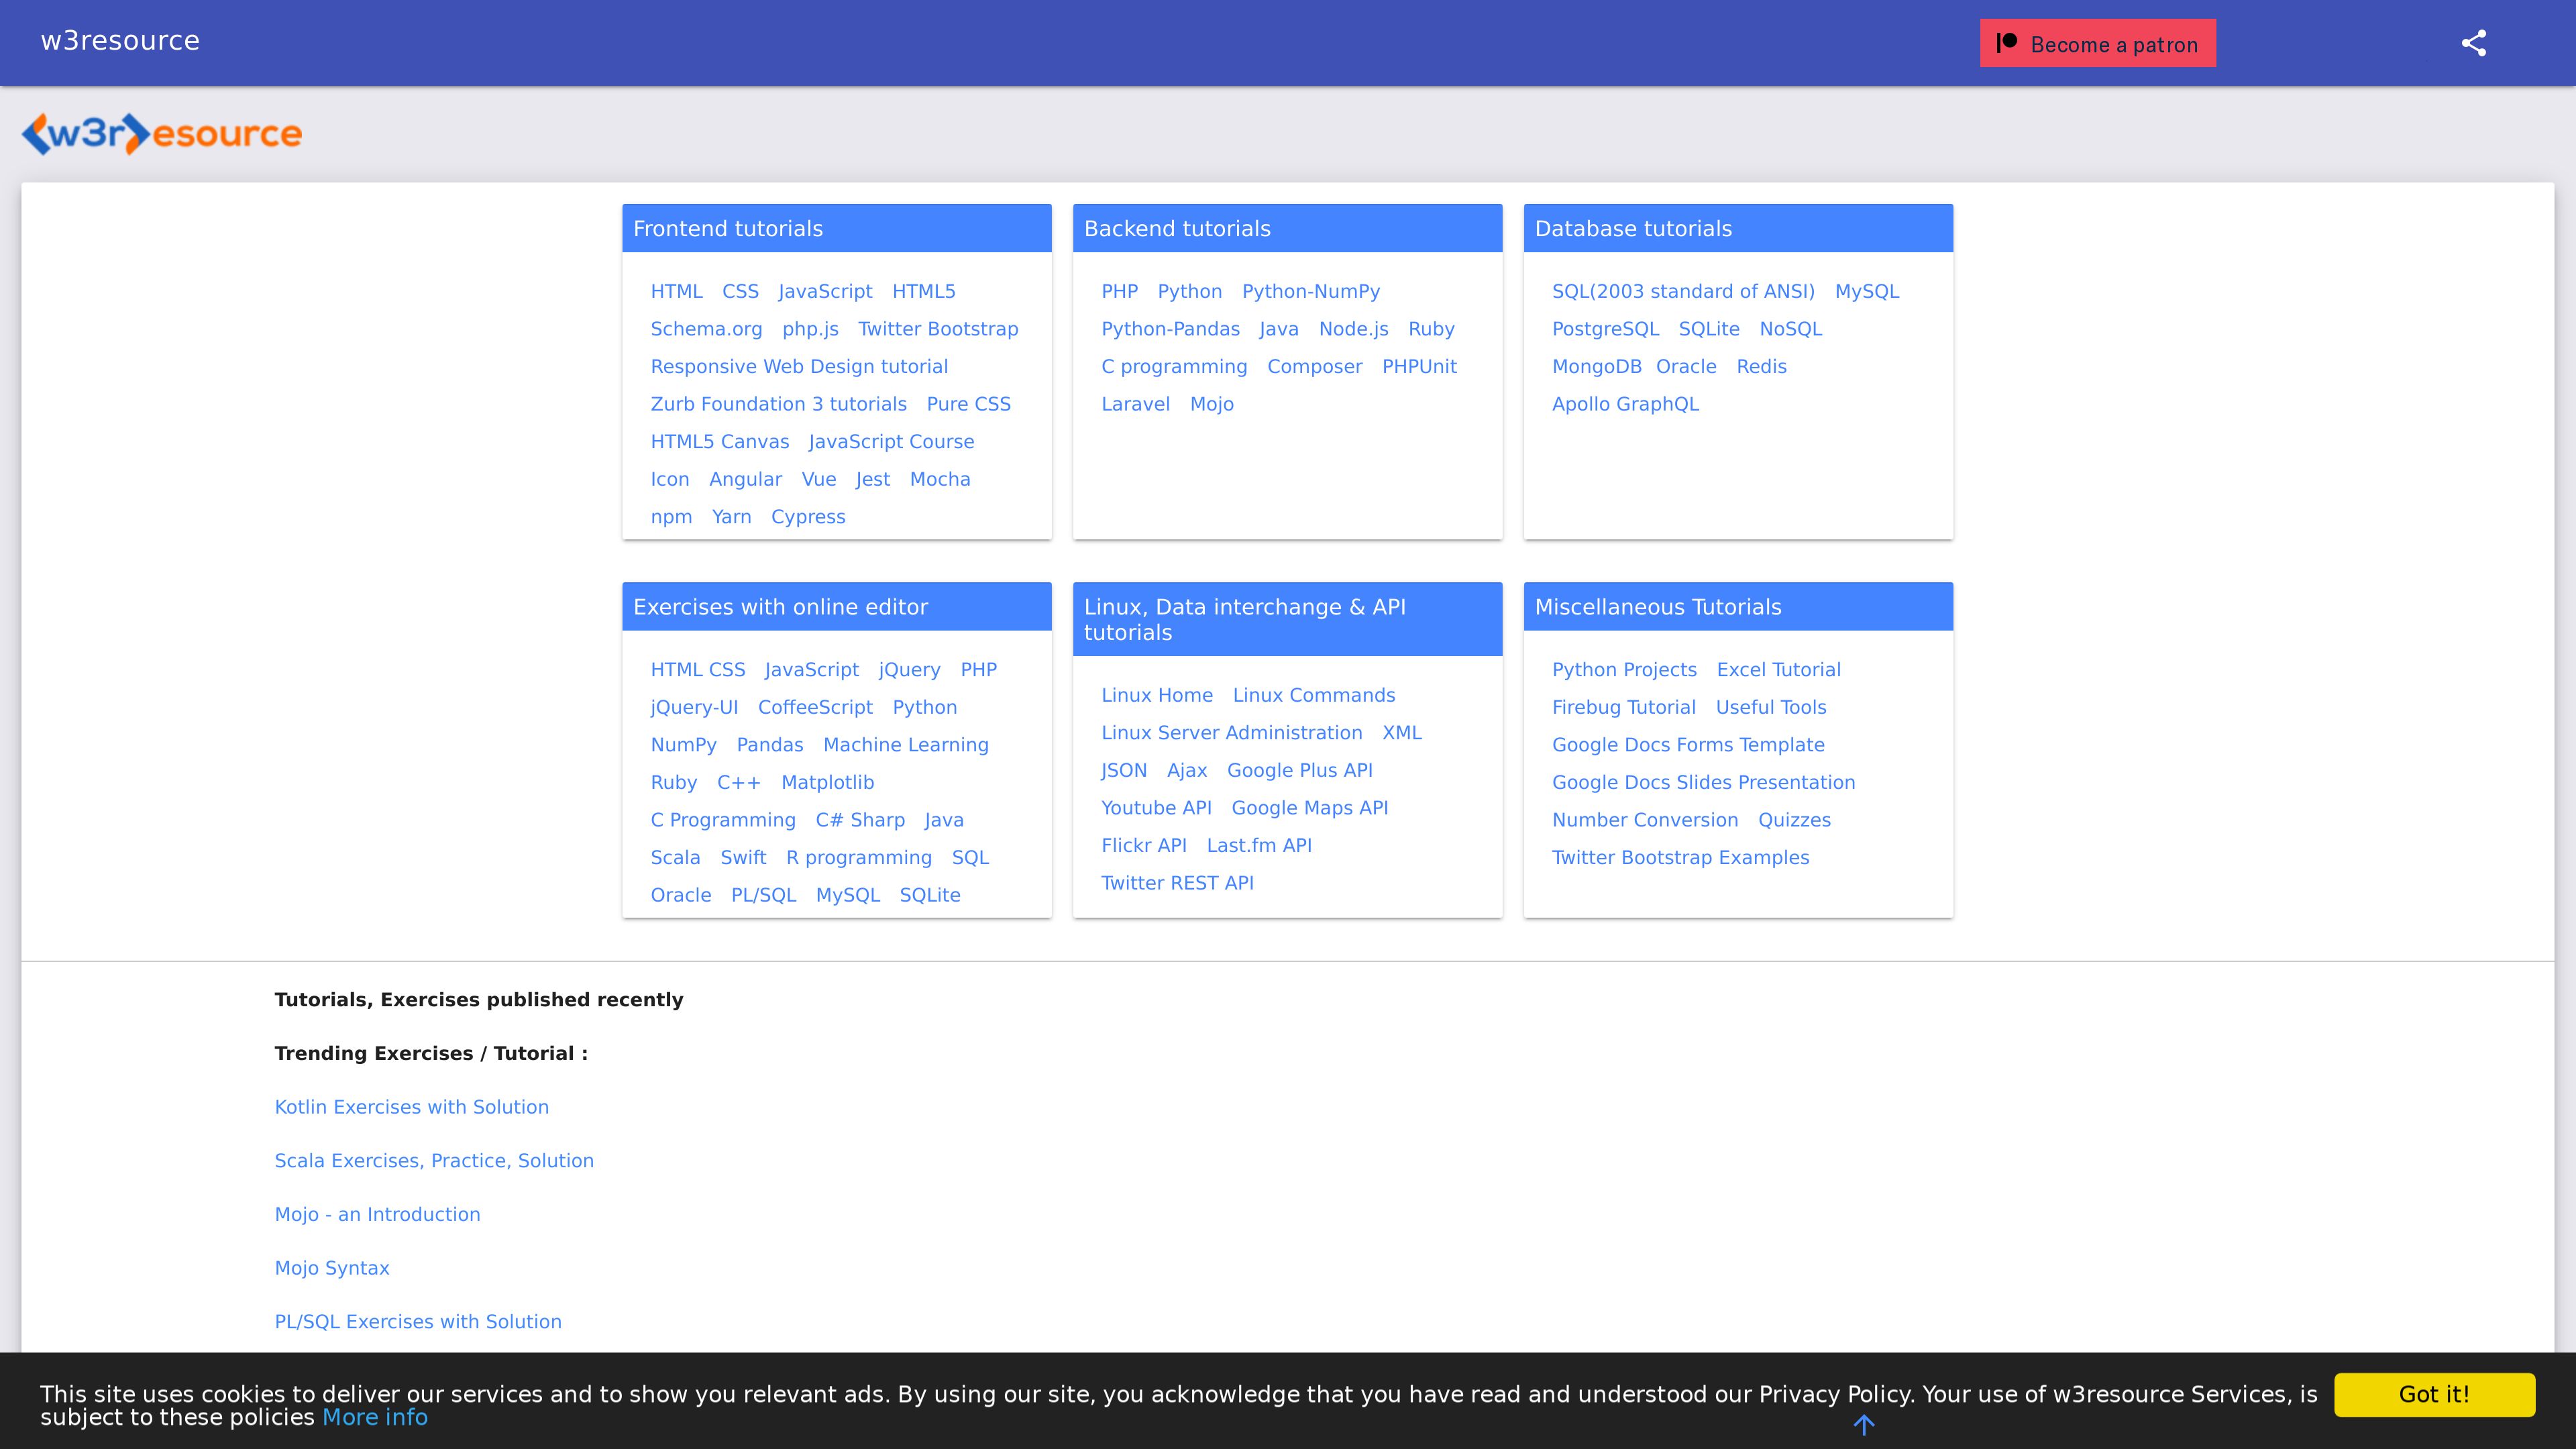 w3resource
Become a patron
<w3r>esource
Frontend tutorials
HTML CSS JavaScript HTML5
Schema.org php.js Twitter Bootstrap
Responsive Web Design tutorial
Zurb Foundation 3 tutorials Pure CSS
HTML5 Canvas JavaScript Course
Icon Angular Vue Jest Mocha
npm Yarn Cypress
Backend tutorials
PHP Python Python-NumPy
Python-Pandas Java Node.js Ruby
C programming Composer PHPUnit
Laravel Mojo
Database tutorials
SQL(2003 standard of ANSI) MySQL
PostgreSQL SQLite NoSQL
MongoDB Oracle Redis
Apollo GraphQL
Exercises with online editor
HTML CSS JavaScript jQuery PHP
jQuery-UI CoffeeScript Python
NumPy Pandas Machine Learning
Ruby C++ Matplotlib
C Programming C# Sharp Java
Scala Swift R programming SQL
Oracle PL/SQL MySQL SQLite
Linux, Data interchange & API
tutorials
Linux Home Linux Commands
Linux Server Administration XML
JSON Ajax Google Plus API
Youtube API Google Maps API
Flickr API Last.fm API
Twitter REST API
Miscellaneous Tutorials
Python Projects Excel Tutorial
Firebug Tutorial Useful Tools
Google Docs Forms Template
Google Docs Slides Presentation
Number Conversion Quizzes
Twitter Bootstrap Examples
Tutorials, Exercises published recently
Trending Exercises / Tutorial :
Kotlin Exercises with Solution
Scala Exercises, Practice, Solution
Mojo - an Introduction
Mojo Syntax
PL/SQL Exercises with Solution
This site uses cookies to deliver our services and to show you relevant ads. By using our site, you acknowledge that you have read and understood our Privacy Policy. Your use of w3resource Services, is
subject to these policies More info
Got it!